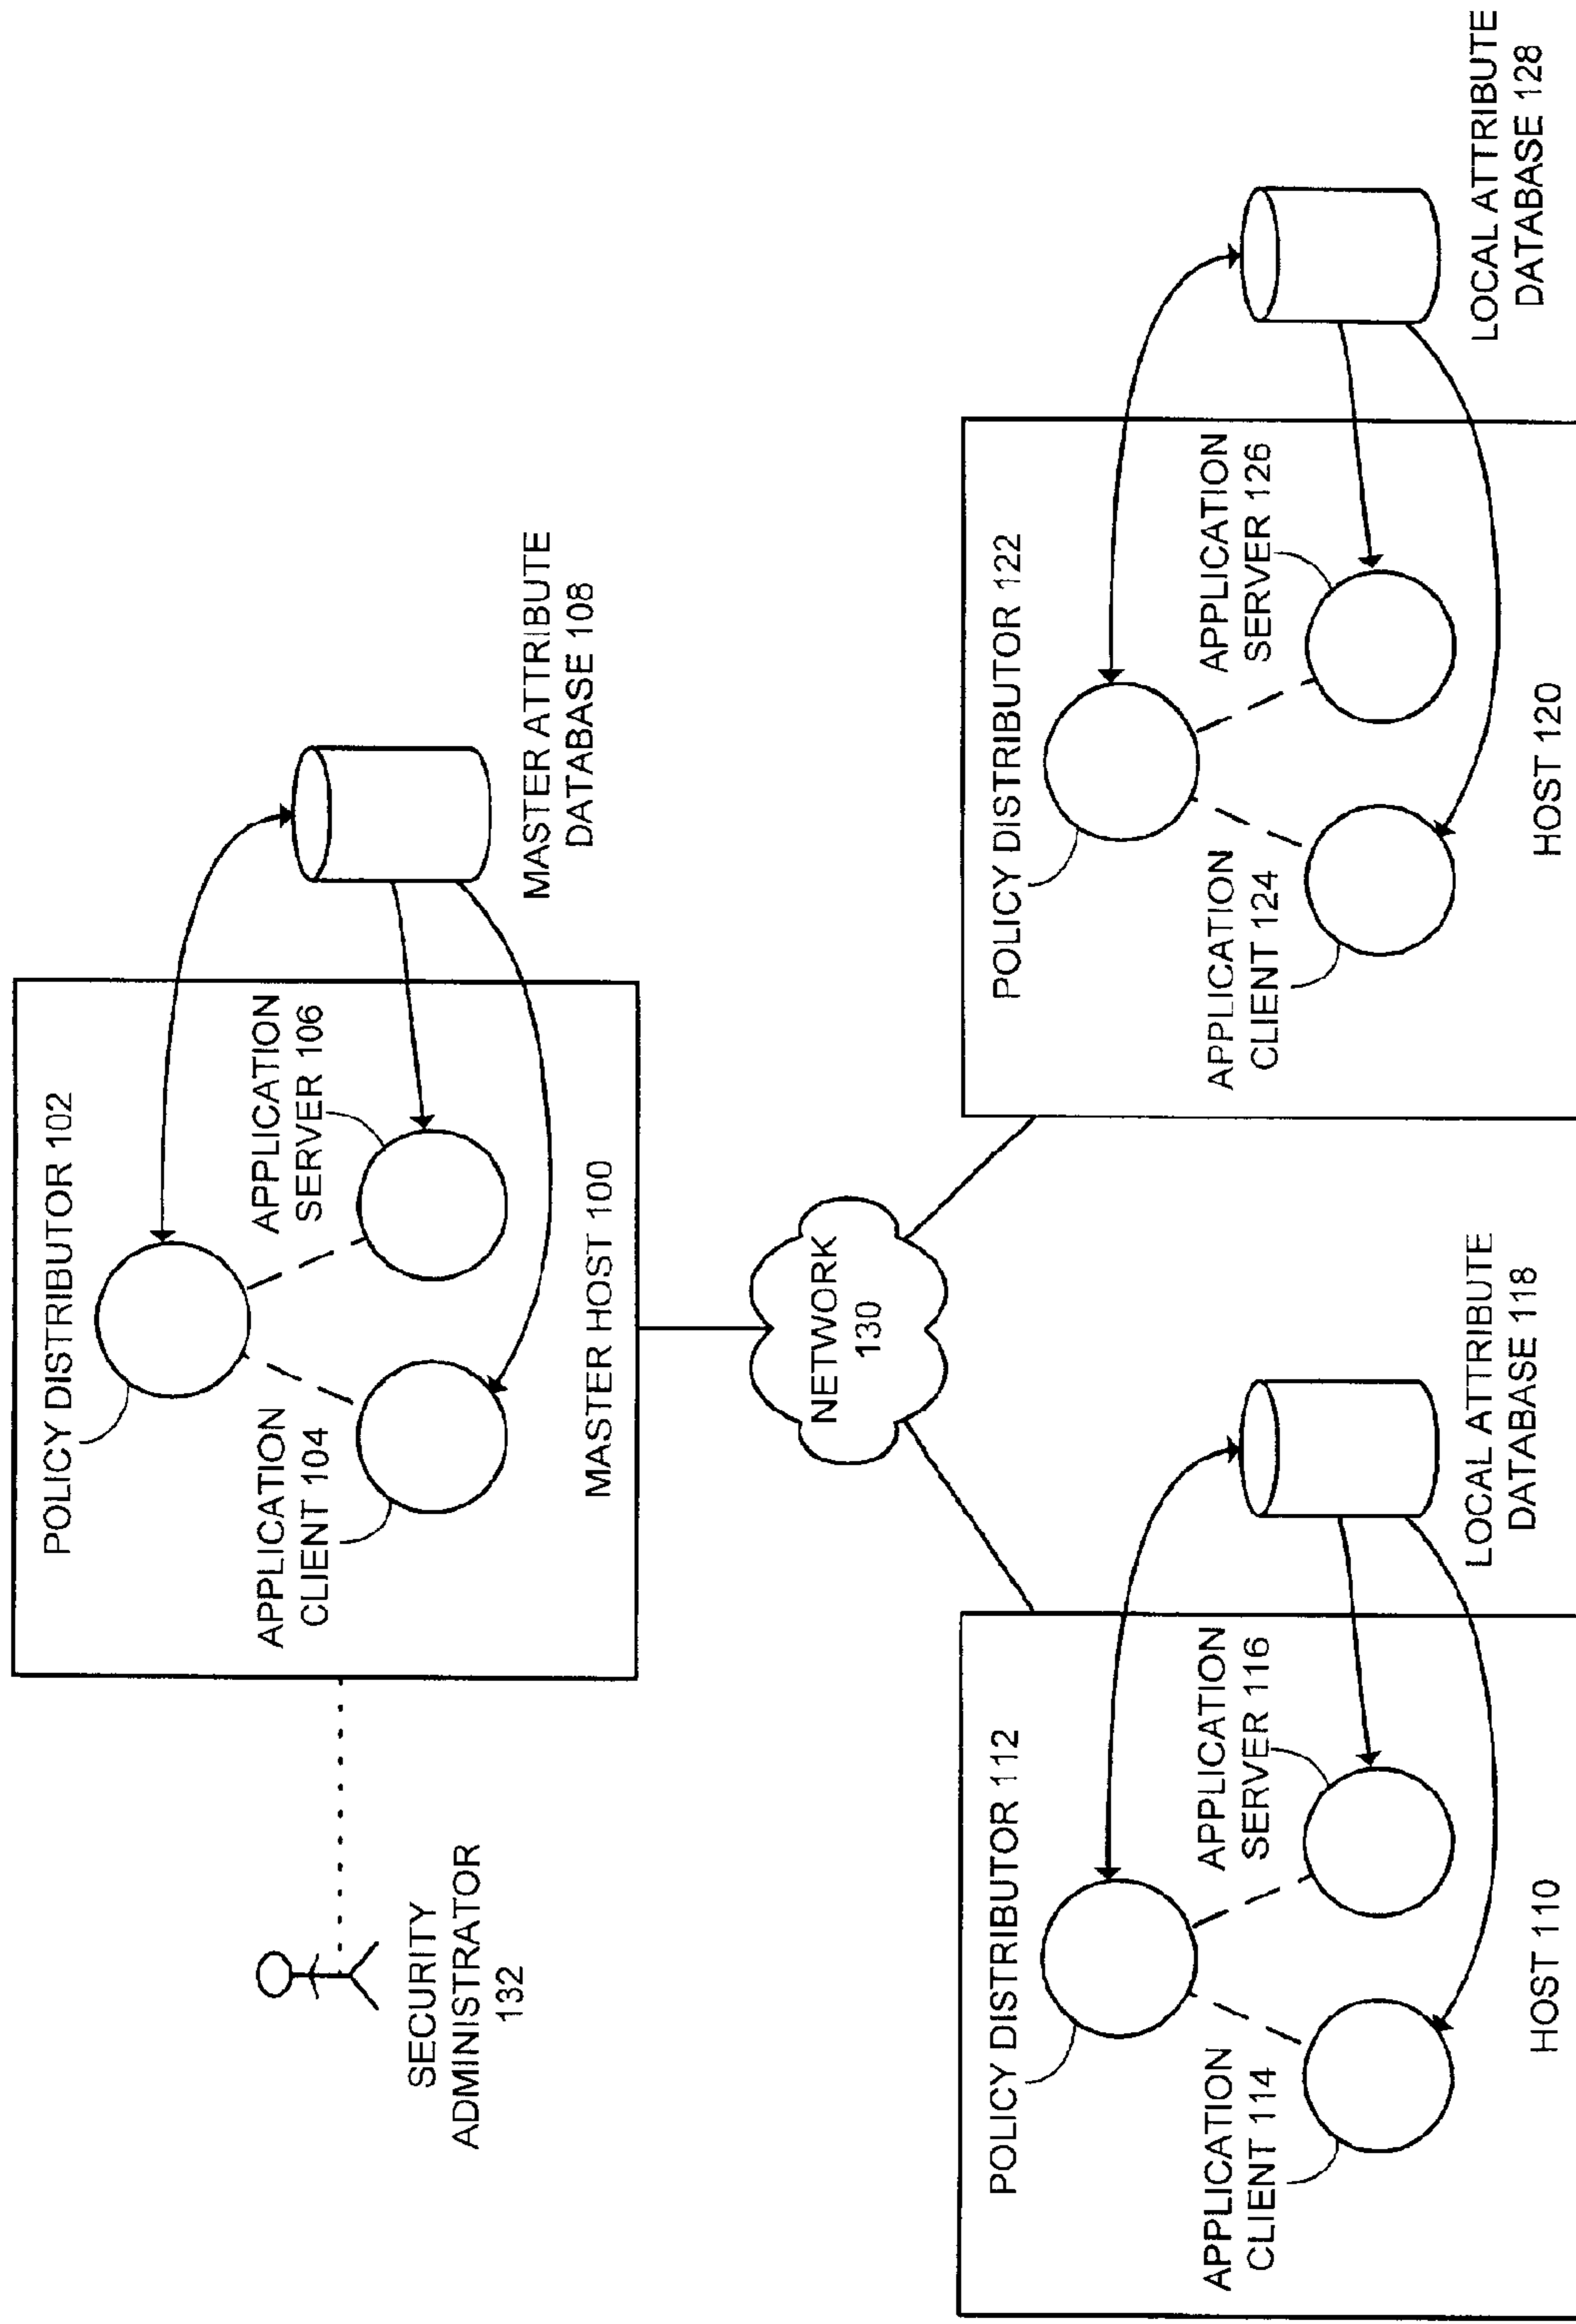 POLICY DISTRIBUTOR 102
APPLICATION
CLIENT 104
APPLICATION
SERVER 106
MASTER HOST 100
MASTER ATTRIBUTE
DATABASE 108
SECURITY
ADMINISTRATOR
132
NETWORK
130
POLICY DISTRIBUTOR 112
APPLICATION
CLIENT 114
APPLICATION
SERVER 116
HOST 110
LOCAL ATTRIBUTE
DATABASE 118
POLICY DISTRIBUTOR 122
APPLICATION
CLIENT 124
APPLICATION
SERVER 126
HOST 120
LOCAL ATTRIBUTE
DATABASE 128